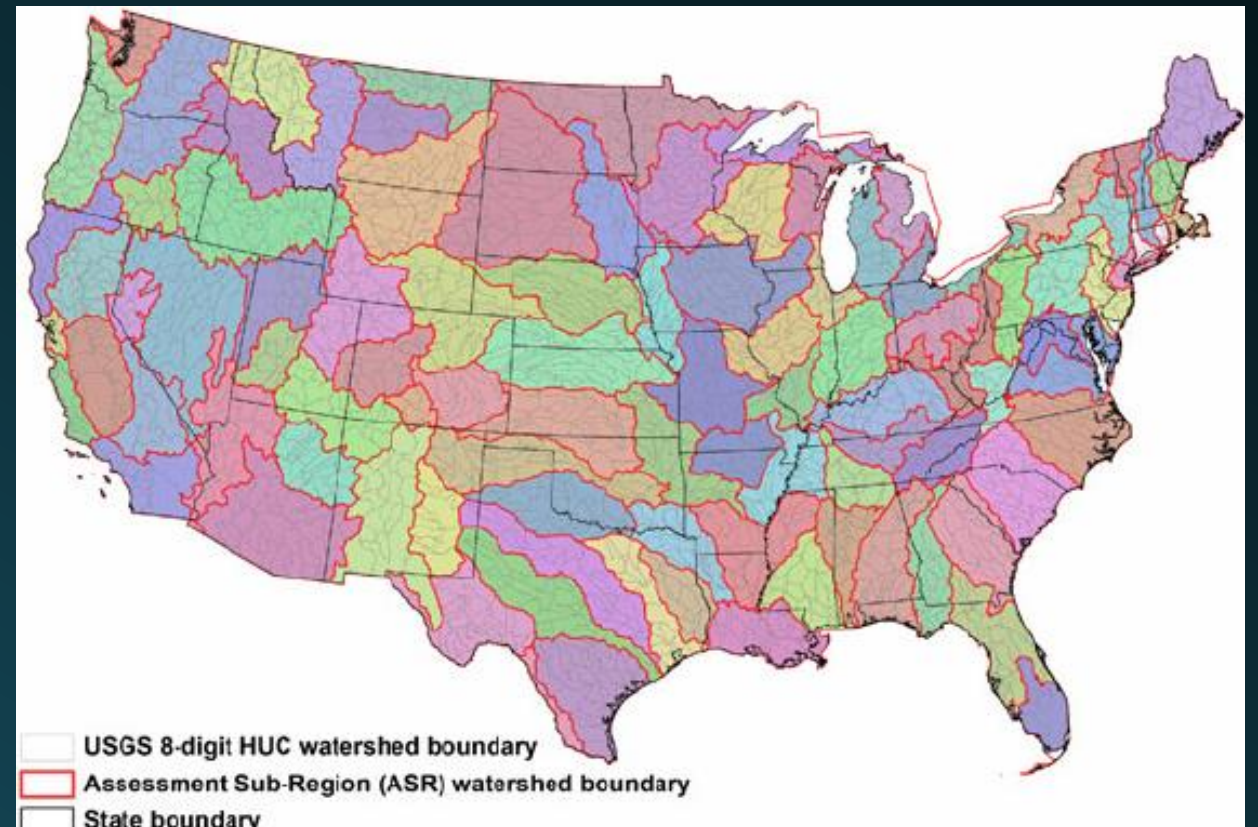 USGS 8-digit HUC watershed boundary
Assessment Sub-Region (ASR) watershed boundary
State boundary